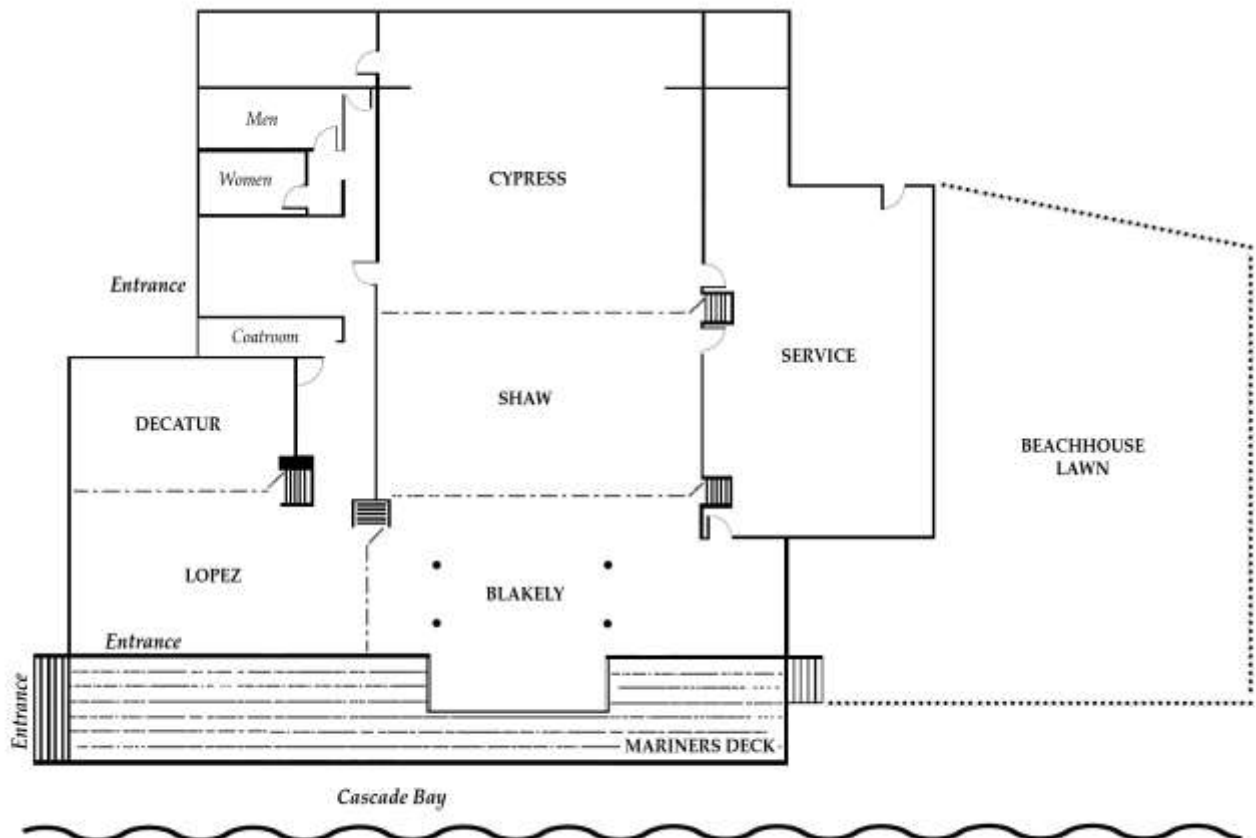 Men
Women
CYPRESS
Entrance
Coatroom
SERVICE
DECATUR
SHAW
BEACHHOUSE
LAWN
LOPEZ
BLAKELY
Entrance
Entrance
MARINERS DECK
Cascade Bay